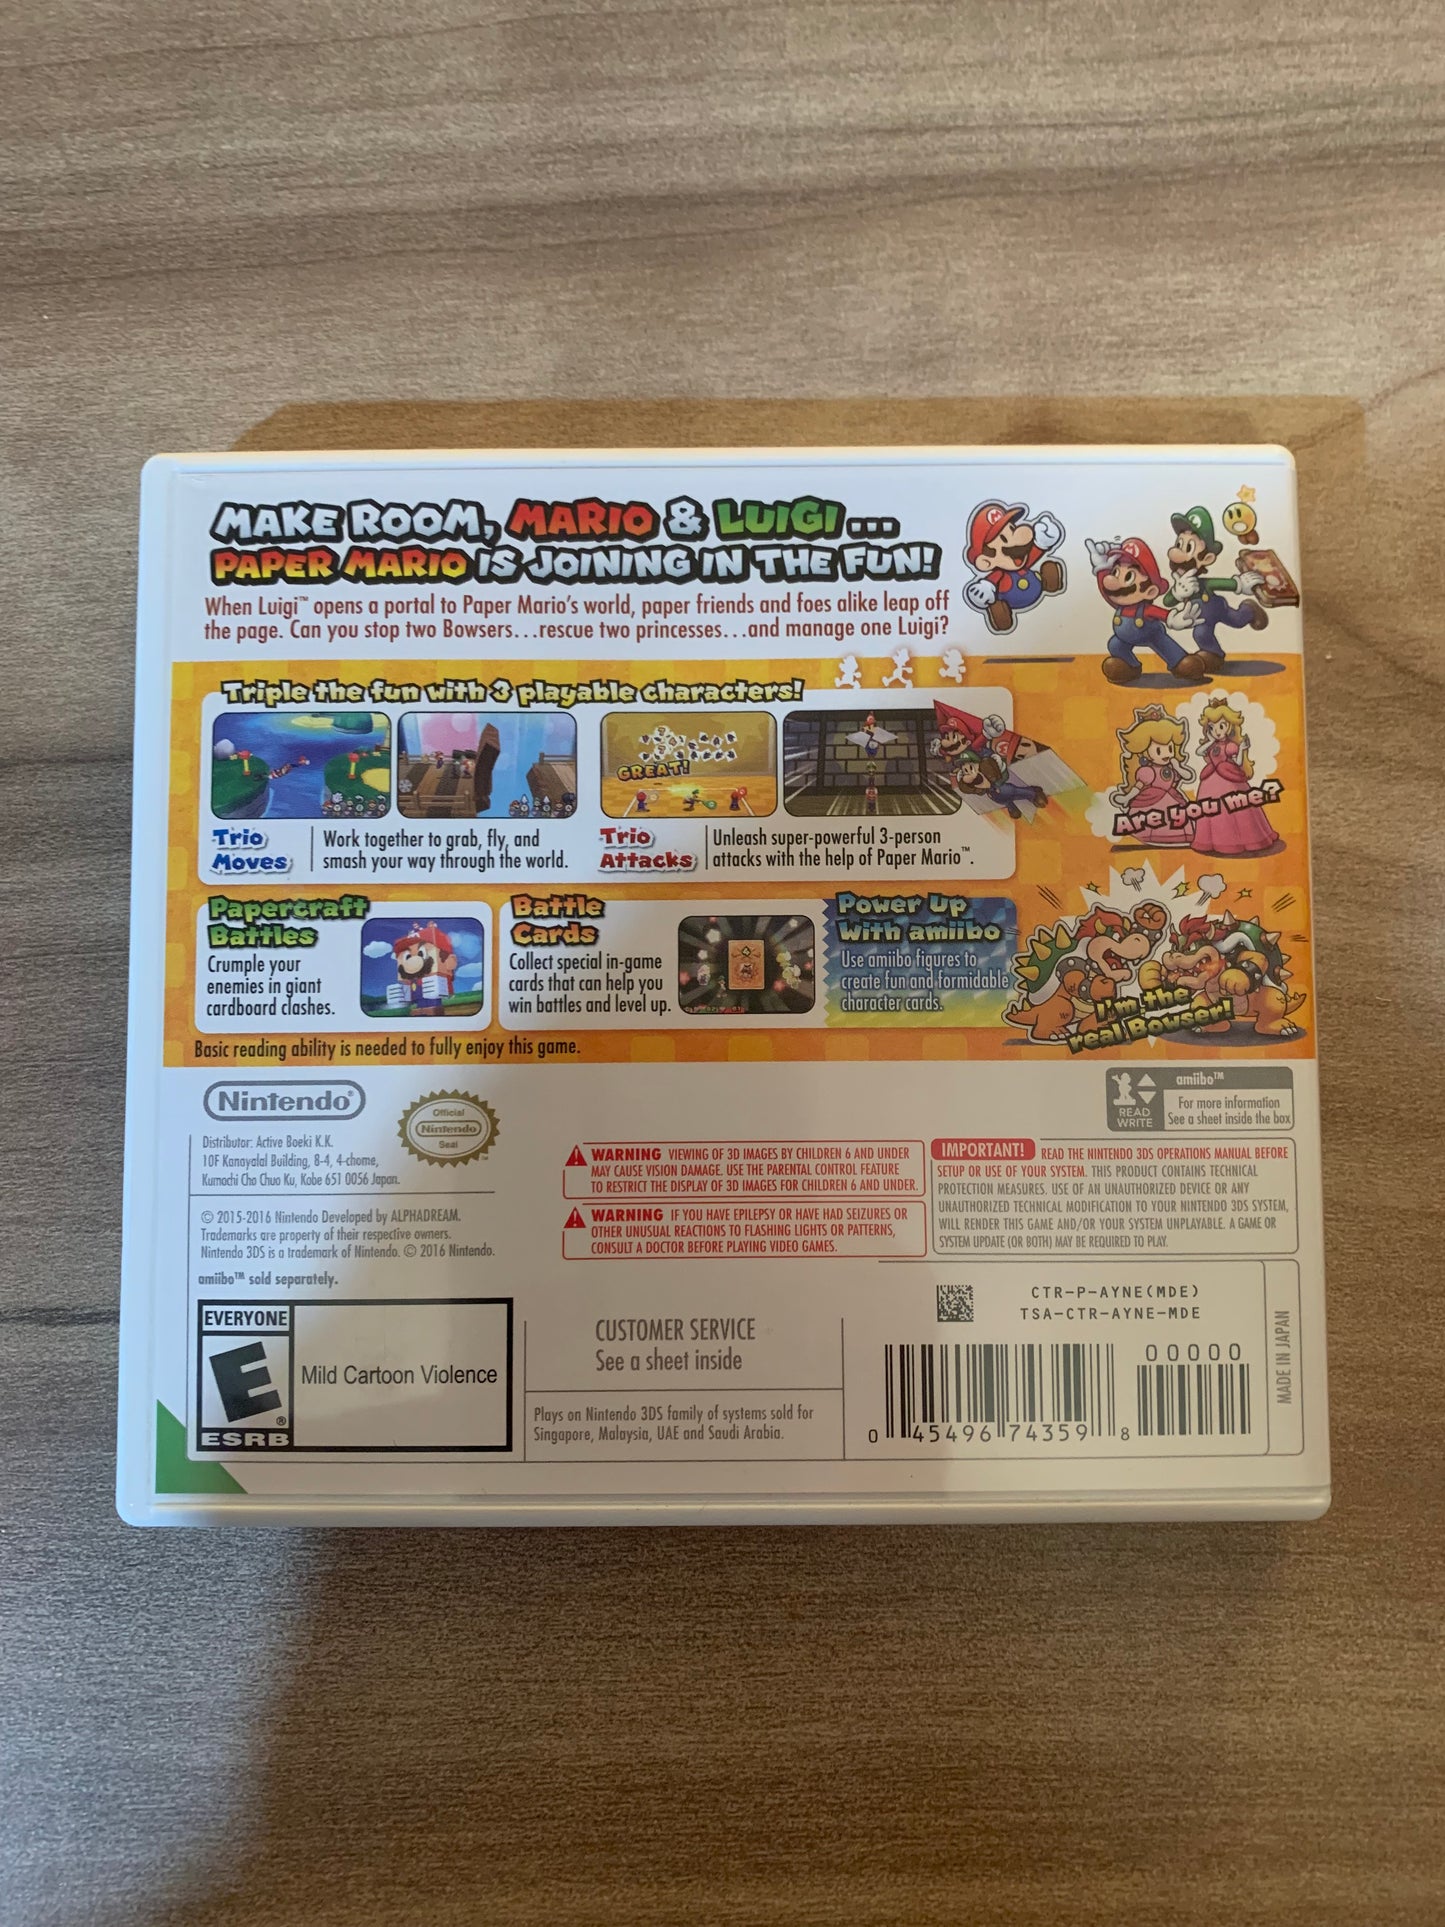 MAKE ROOM, MARIO & LUIGI...
PAPER MARIO IS JOINING IN THE FUN!
When Luigi™ opens a portal to Paper Mario's world, paper friends and foes alike leap off
the page. Can you stop two Bowsers...rescue two princesses...and manage one Luigi?
Triple the fun with 3 playable characters!
GREAT!
Trio
Moves
Work together to grab, fly, and
smash your way through the world.
Trio
Attacks
Unleash super-powerful 3-person
attacks with the help of Paper Mario™.
Are you me?
Papercraft
Battles
Crumple your
enemies in giant
cardboard clashes.
Battle
Cards
Collect special in-game
cards that can help you
win battles and level up.
Power Up
With amiibo
Use amiibo figures to
create fun and formidable
character cards.
I'm the
real Bowser!
Basic reading ability is needed to fully enjoy this game.
Nintendo®
Official
Nintendo
Seal
Distributor: Active Boeki K.K.
10F Kanayalal Building, 8-4, 4-chome,
Kumochi Cho Chuo Ku, Kobe 651 0056 Japan.
© 2015-2016 Nintendo Developed by ALPHADREAM.
Trademarks are property of their respective owners.
Nintendo 3DS is a trademark of Nintendo. © 2016 Nintendo.
amiibo™ sold separately.
WARNING VIEWING OF 3D IMAGES BY CHILDREN 6 AND UNDER
MAY CAUSE VISION DAMAGE. USE THE PARENTAL CONTROL FEATURE
TO RESTRICT THE DISPLAY OF 3D IMAGES FOR CHILDREN 6 AND UNDER.
WARNING IF YOU HAVE EPILEPSY OR HAVE HAD SEIZURES OR
OTHER UNUSUAL REACTIONS TO FLASHING LIGHTS OR PATTERNS,
CONSULT A DOCTOR BEFORE PLAYING VIDEO GAMES.
READ
WRITE
amiibo™
For more information
See a sheet inside the box
IMPORTANT! READ THE NINTENDO 3DS OPERATIONS MANUAL BEFORE
SETUP OR USE OF YOUR SYSTEM. THIS PRODUCT CONTAINS TECHNICAL
PROTECTION MEASURES. USE OF AN UNAUTHORIZED DEVICE OR ANY
UNAUTHORIZED TECHNICAL MODIFICATION TO YOUR NINTENDO 3DS SYSTEM,
WILL RENDER THIS GAME AND/OR YOUR SYSTEM UNPLAYABLE. A GAME OR
SYSTEM UPDATE (OR BOTH) MAY BE REQUIRED TO PLAY.
EVERYONE
E®
ESRB
Mild Cartoon Violence
CUSTOMER SERVICE
See a sheet inside
Plays on Nintendo 3DS family of systems sold for
Singapore, Malaysia, UAE and Saudi Arabia.
CTR-P-AYNE(MDE)
TSA-CTR-AYNE-MDE
00000
0 45496 74359 8
MADE IN JAPAN